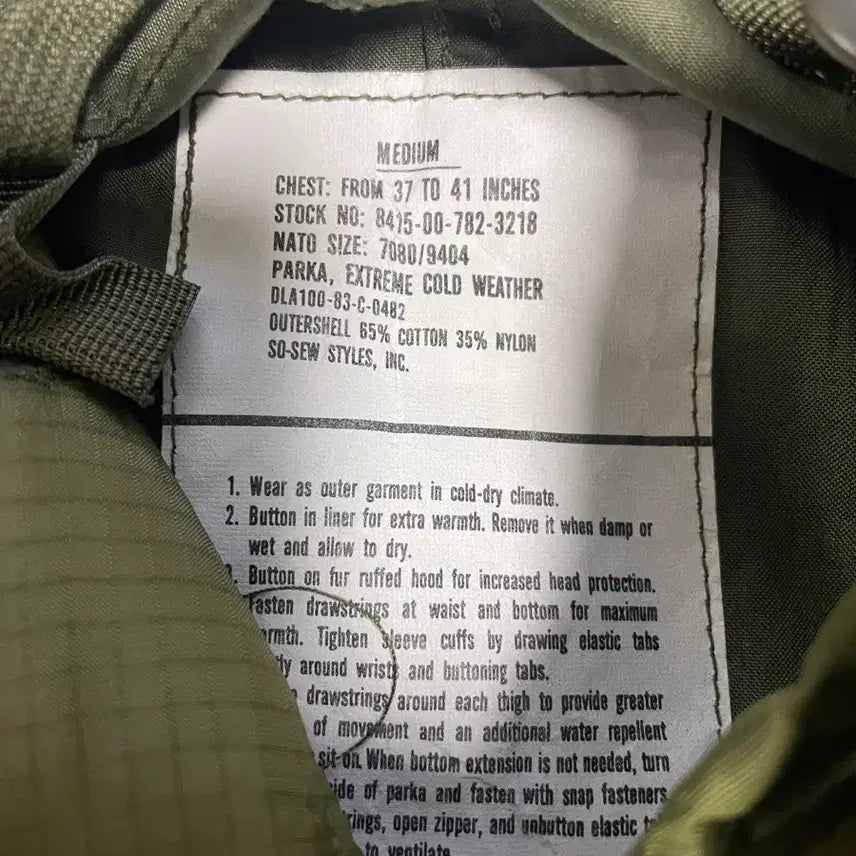 MEDIUM
CHEST: FROM 37 TO 41 INCHES
STOCK NO: 8415-00-782-3218
NATO SIZE: 7080/9404
PARKA, EXTREME COLD WEATHER
DLA100-83-C-0482
OUTERSHELL 65% COTTON 35% NYLON
SO-SEW STYLES, INC.
1. Wear as outer garment in cold-dry climate.
2. Button in liner for extra warmth. Remove it when damp or
wet and allow to dry.
Button on fur ruffed hood for increased head protection.
Fasten drawstrings at waist and bottom for maximum
Tighten sleeve cuffs by drawing elastic tabs
around wrists and buttoning tabs.
drawstrings around each thigh to provide greater
of movement and an additional water repellent
sit-on. When bottom extension is not needed, turn
of parka and fasten with snap fasteners
open zipper, and unbutton elastic
to ventilate.